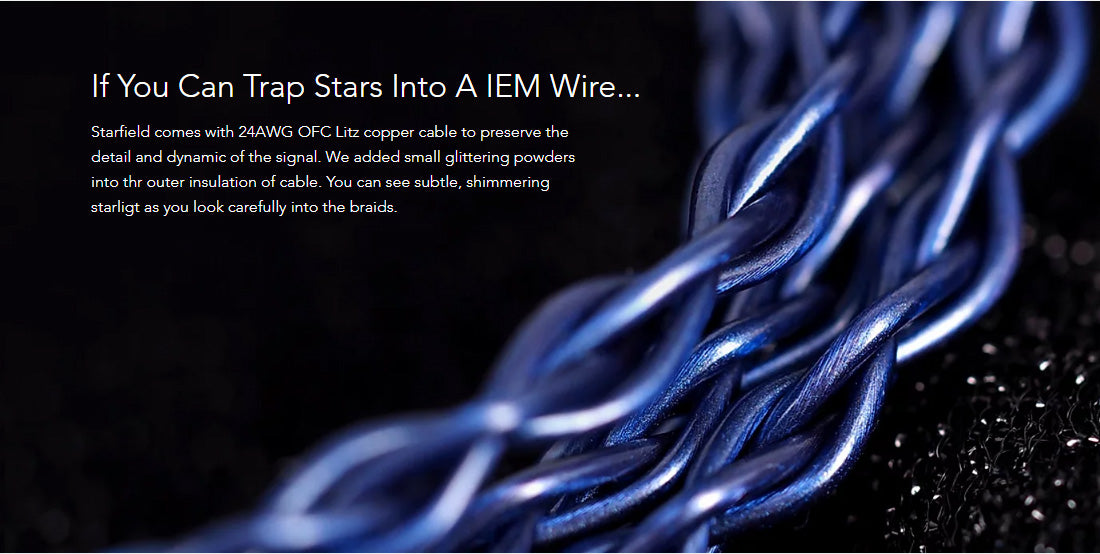 If You Can Trap Stars Into A IEM Wire...
Starfield comes with 24AWG OFC Litz copper cable to preserve the
detail and dynamic of the signal. We added small glittering powders
into thr outer insulation of cable. You can see subtle, shimmering
starligt as you look carefully into the braids.